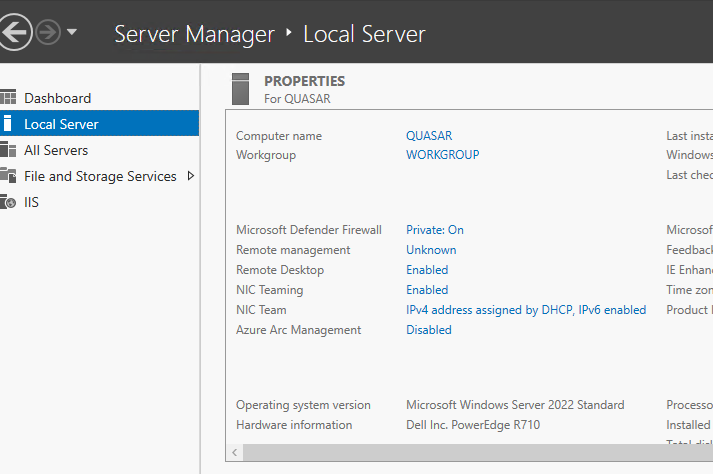 Server Manager ‣ Local Server
Dashboard
Local Server
All Servers
File and Storage Services
IIS
PROPERTIES
For QUASAR
Computer name QUASAR Last insta
Workgroup WORKGROUP Windows
Last chec
Microsoft Defender Firewall Private: On Microsof
Remote management Unknown Feedback
Remote Desktop Enabled IE Enhanc
NIC Teaming Enabled Time zon
NIC Team IPv4 address assigned by DHCP, IPv6 enabled Product I
Azure Arc Management Disabled
Operating system version Microsoft Windows Server 2022 Standard Processo
Hardware information Dell Inc. PowerEdge R710 Installed